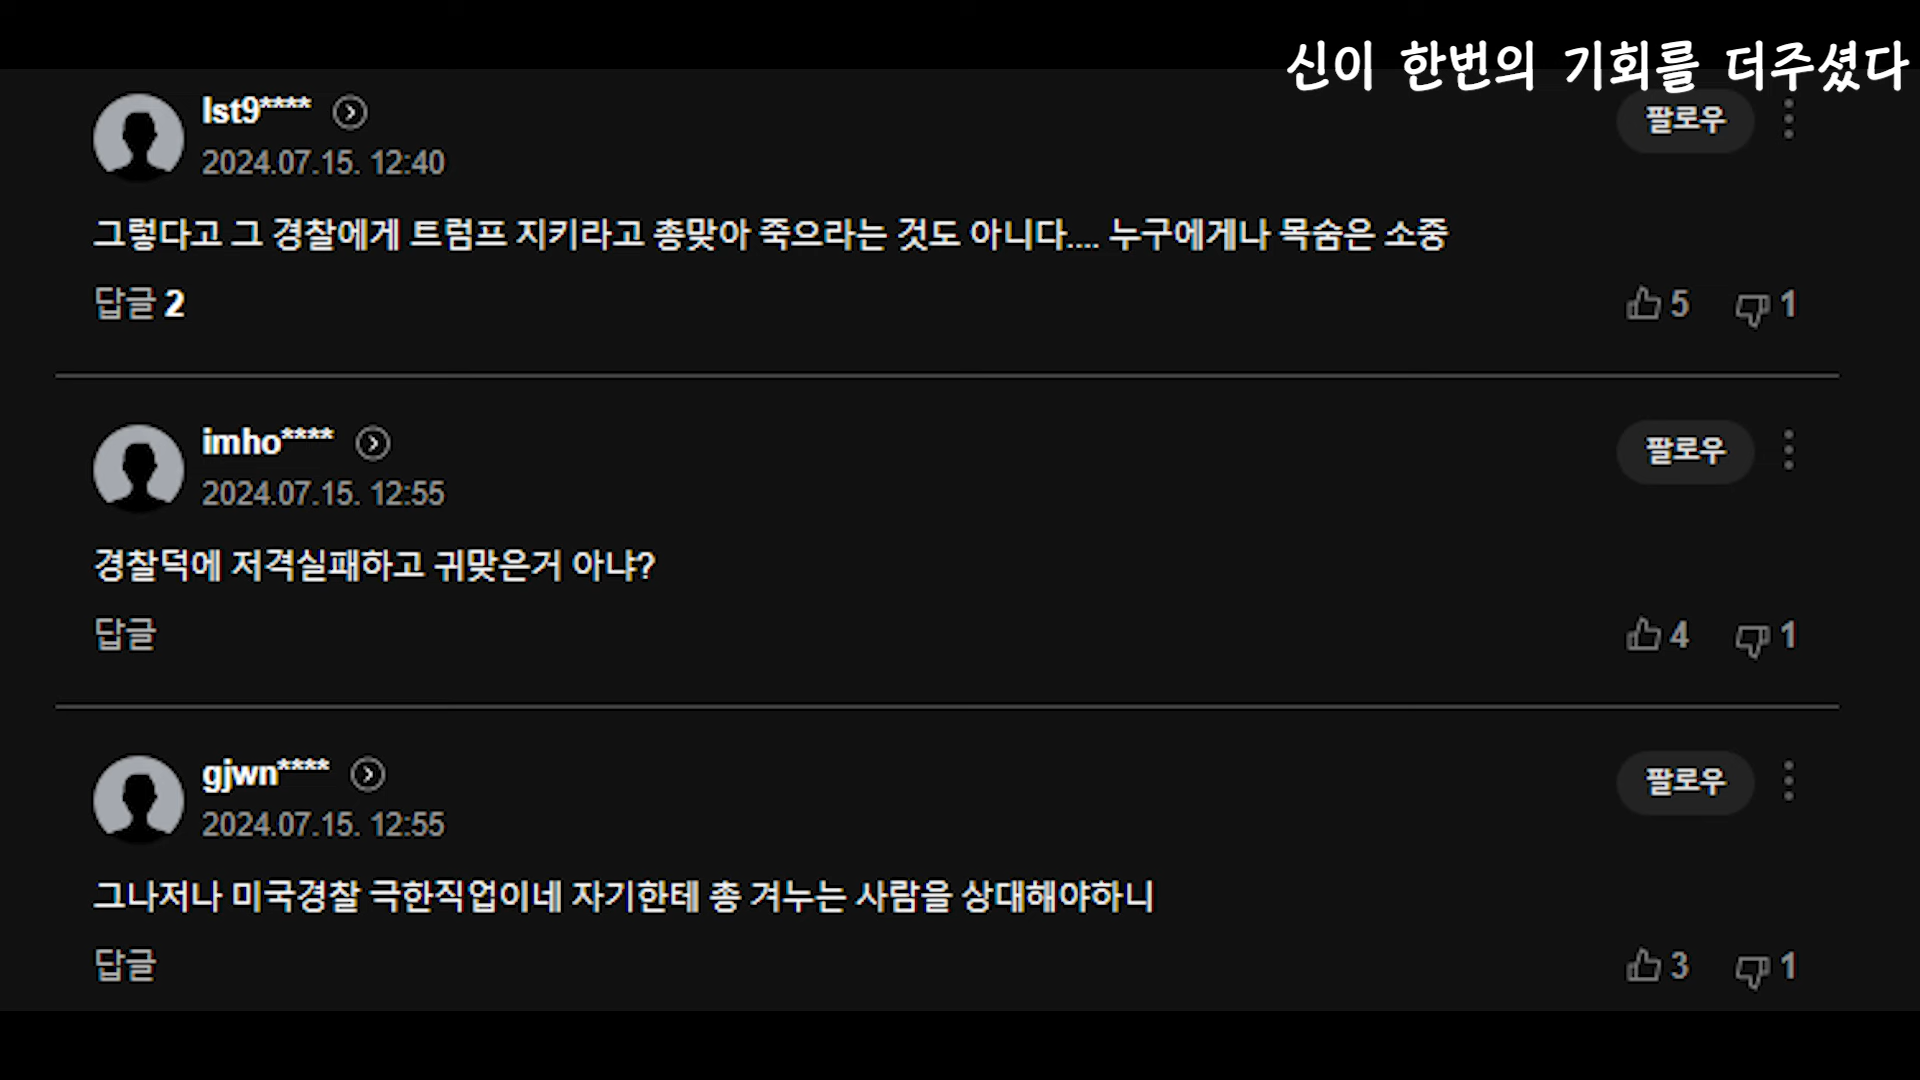 신이 한번의 기회를 더주셨다
lst9****
팔로우
2024.07.15. 12:40
그렇다고 그 경찰에게 트럼프 지키라고 총맞아 죽으라는 것도 아니다.... 누구에게나 목숨은 소중
답글 2
5 1
imho****
팔로우
2024.07.15. 12:55
경찰덕에 저격실패하고 귀맞은거 아냐?
답글
4 1
gjwn****
팔로우
2024.07.15. 12:55
그나저나 미국경찰 극한직업이네 자기한테 총 겨누는 사람을 상대해야하니
답글
3 1